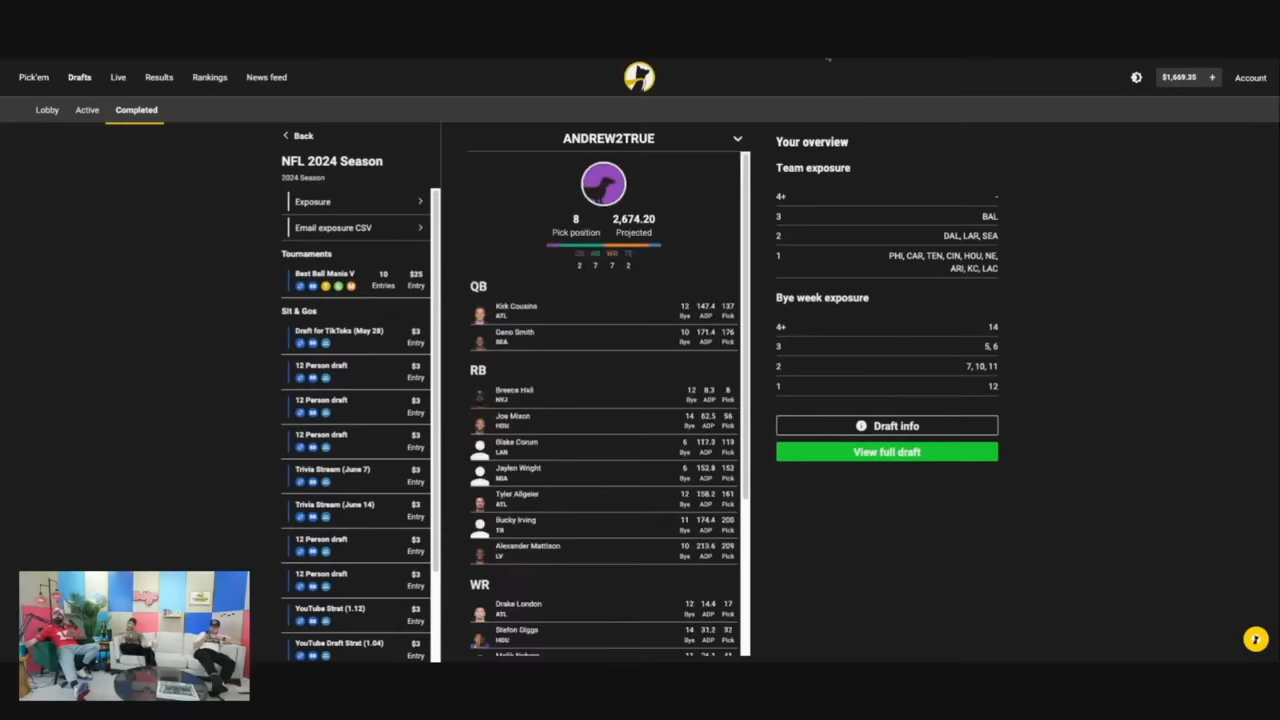 Pick'em Drafts Live Results Rankings News feed
$1,669.35 + Account
Lobby Active Completed
Back
NFL 2024 Season
2024 Season
Exposure
Email exposure CSV
Tournaments
Best Ball Mania V 10 $25
Entries Entry
Sit & Gos
Draft for TikToks (May 28) $3
Entry
12 Person draft $3
Entry
12 Person draft $3
Entry
12 Person draft $3
Entry
Trivia Stream (June 7) $3
Entry
Trivia Stream (June 14) $3
Entry
12 Person draft $3
Entry
12 Person draft $3
Entry
YouTube Strat (1.12) $3
Entry
YouTube Draft Strat (1.04) $3
Entry
ANDREW2TRUE
8 2,674.20
Pick position Projected
QB RB WR TE
2 7 7 2
QB
Kirk Cousins 12 147.4 137
ATL Bye ADP Pick
Geno Smith 10 171.4 176
SEA Bye ADP Pick
RB
Breece Hall 12 8.3 8
NYJ Bye ADP Pick
Joe Mixon 14 62.5 56
HOU Bye ADP Pick
Blake Corum 6 117.3 113
LAR Bye ADP Pick
Jaylen Wright 6 152.8 152
MIA Bye ADP Pick
Tyler Allgeier 12 158.2 161
ATL Bye ADP Pick
Bucky Irving 11 174.4 200
TB Bye ADP Pick
Alexander Mattison 10 213.6 209
LV Bye ADP Pick
WR
Drake London 12 14.4 17
ATL Bye ADP Pick
Stefon Diggs 14 31.2 32
HOU Bye ADP Pick
Your overview
Team exposure
4+ -
3 BAL
2 DAL, LAR, SEA
1 PHI, CAR, TEN, CIN, HOU, NE,
ARI, KC, LAC
Bye week exposure
4+ 14
3 5, 6
2 7, 10, 11
1 12
Draft info
View full draft